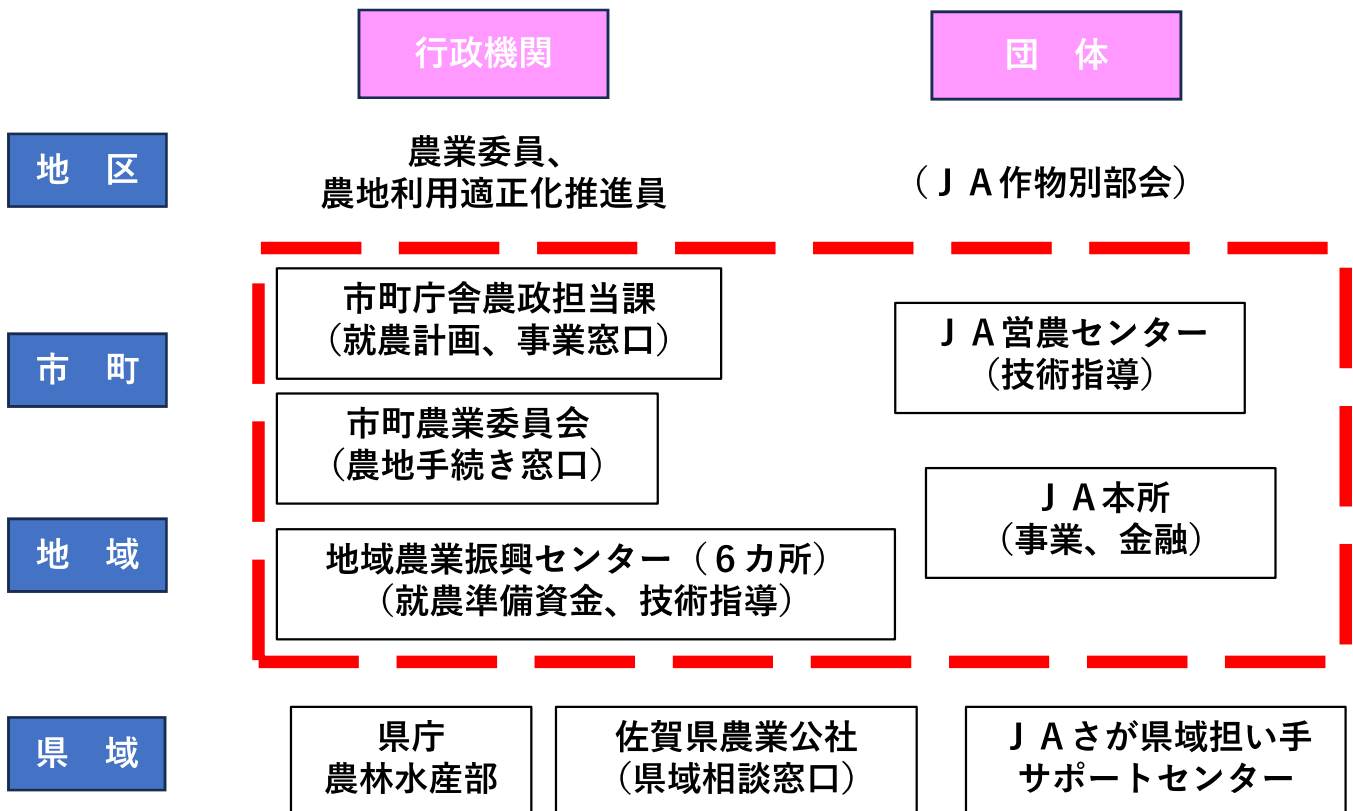 行政機関
団　体
地　区
農業委員、
農地利用適正化推進員
（ＪＡ作物別部会）
市　町
市町庁舎農政担当課
（就農計画、事業窓口）
ＪＡ営農センター
（技術指導）
市町農業委員会
（農地手続き窓口）
地　域
ＪＡ本所
（事業、金融）
地域農業振興センター（６カ所）
（就農準備資金、技術指導）
県　域
県庁
農林水産部
佐賀県農業公社
（県域相談窓口）
ＪＡさが県域担い手
サポートセンター